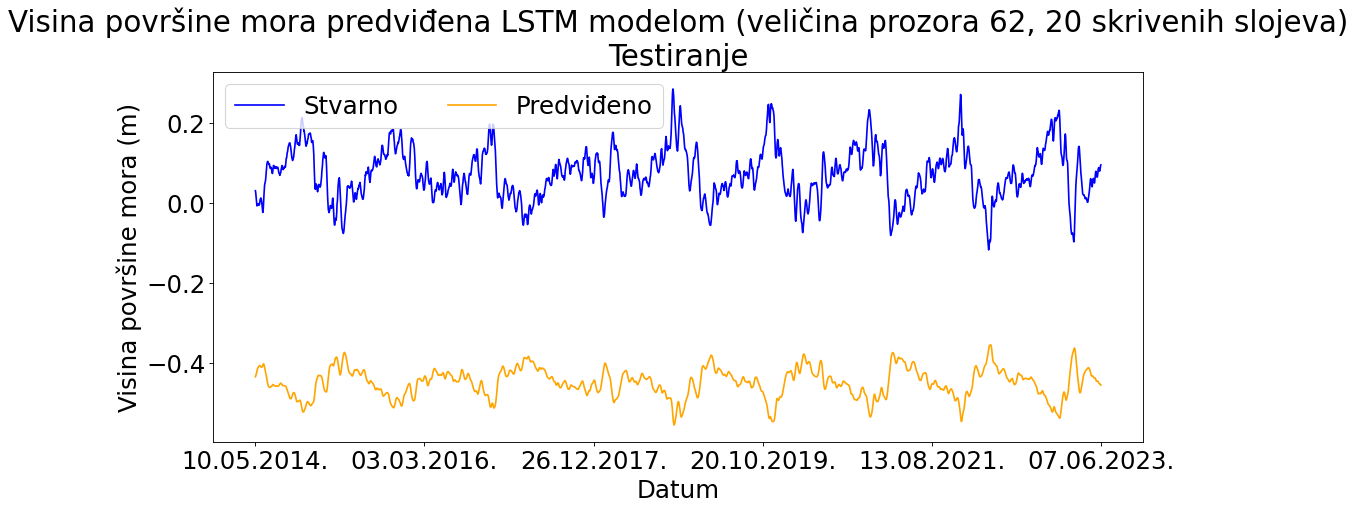 Visina površine mora predviđena LSTM modelom (veličina prozora 62, 20 skrivenih slojeva)
Testiranje
Stvarno Predviđeno
Visina površine mora (m)
0.2
0.0
−0.2
−0.4
10.05.2014. 03.03.2016. 26.12.2017. 20.10.2019. 13.08.2021. 07.06.2023.
Datum